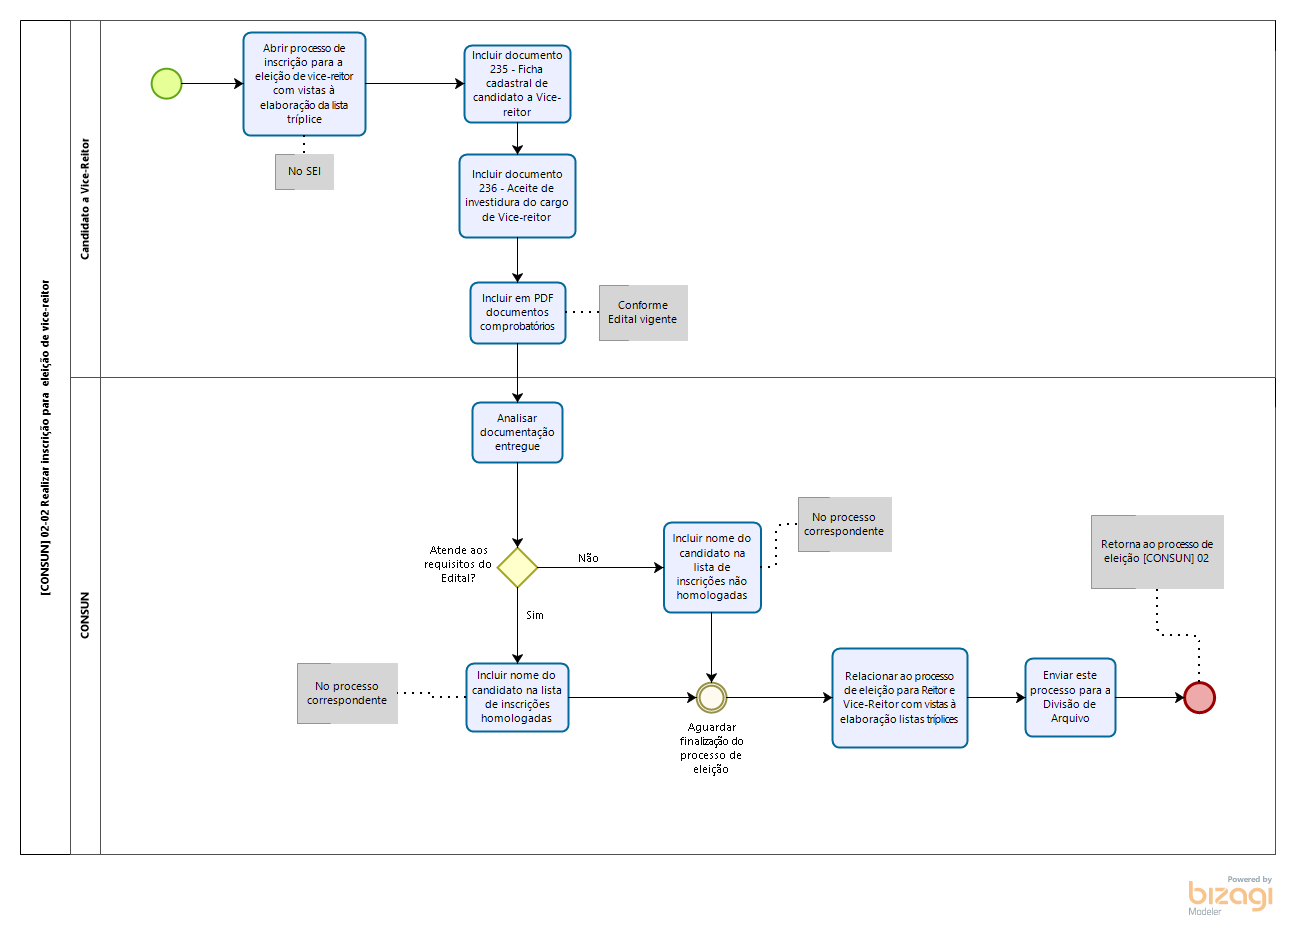 [CONSUN] 02-02 Realizar inscrição para eleição de vice-reitor
Candidato a Vice-Reitor
Abrir processo de
inscrição para a
eleição de vice-reitor
com vistas à
elaboração da lista
tríplice
No SEI
Incluir documento
235 - Ficha
cadastral de
candidato a Vice-
reitor
Incluir documento
236 - Aceite de
investidura do cargo
de Vice-reitor
Incluir em PDF
documentos
comprobatórios
Conforme
Edital vigente
CONSUN
Analisar
documentação
entregue
Atende aos
requisitos do
Edital?
Não
Sim
Incluir nome do
candidato na
lista de
inscrições não
homologadas
No processo
correspondente
Incluir nome do
candidato na lista
de inscrições
homologadas
No processo
correspondente
Aguardar
finalização do
processo de
eleição
Relacionar ao processo
de eleição para Reitor e
Vice-Reitor com vistas à
elaboração listas tríplices
Enviar este
processo para a
Divisão de
Arquivo
Retorna ao processo de
eleição [CONSUN] 02
Powered by
bizagi
Modeler